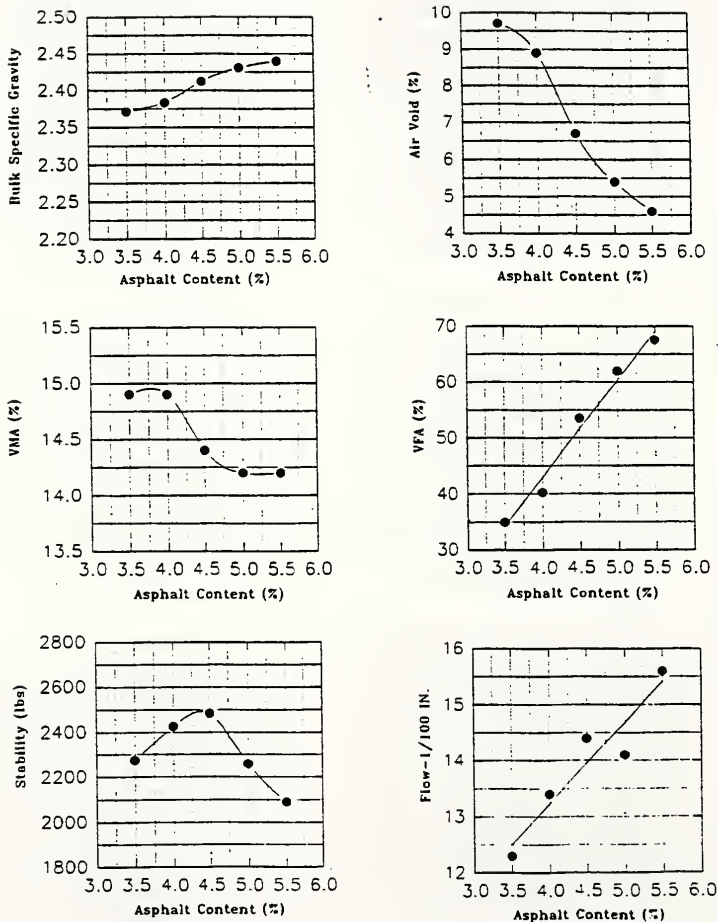 Bulk Specific Gravity
2.50
2.45
2.40
2.35
2.30
2.25
2.20
3.0 3.5 4.0 4.5 5.0 5.5 6.0
Asphalt Content (%)
Air Void (%)
10
9
8
7
6
5
4
3.0 3.5 4.0 4.5 5.0 5.5 6.0
Asphalt Content (%)
VMA (%)
15.5
15.0
14.5
14.0
13.5
3.0 3.5 4.0 4.5 5.0 5.5 6.0
Asphalt Content (%)
VFA (%)
70
60
50
40
30
3.0 3.5 4.0 4.5 5.0 5.5 6.0
Asphalt Content (%)
Stability (lbs)
2800
2600
2400
2200
2000
1800
3.0 3.5 4.0 4.5 5.0 5.5 6.0
Asphalt Content (%)
Flow-1/100 IN.
16
15
14
13
12
3.0 3.5 4.0 4.5 5.0 5.5 6.0
Asphalt Content (%)